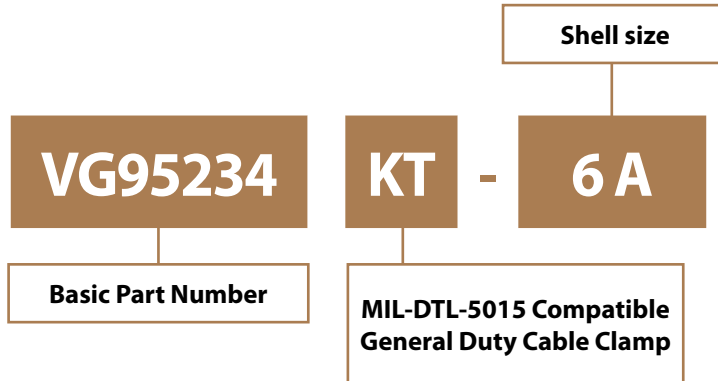 Shell size
VG95234 KT - 6 A
Basic Part Number
MIL-DTL-5015 Compatible
General Duty Cable Clamp